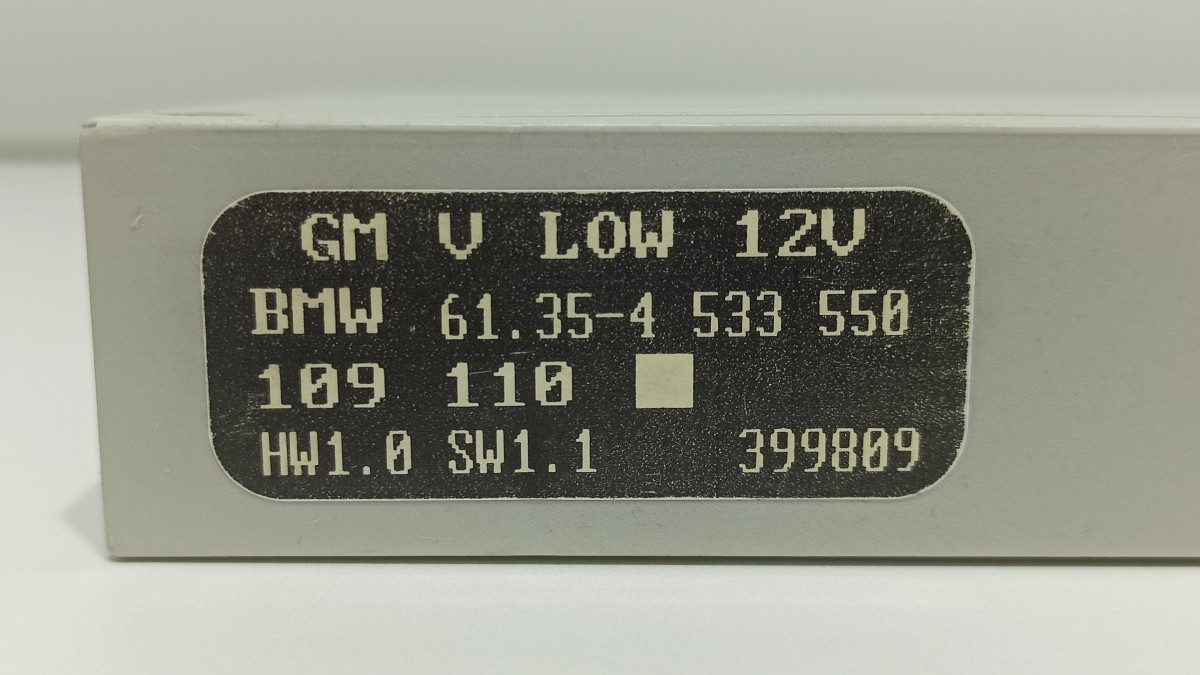 GM V LOW 12V
BMW 61.35-4 533 550
109 110
HW1.0 SW1.1 399809